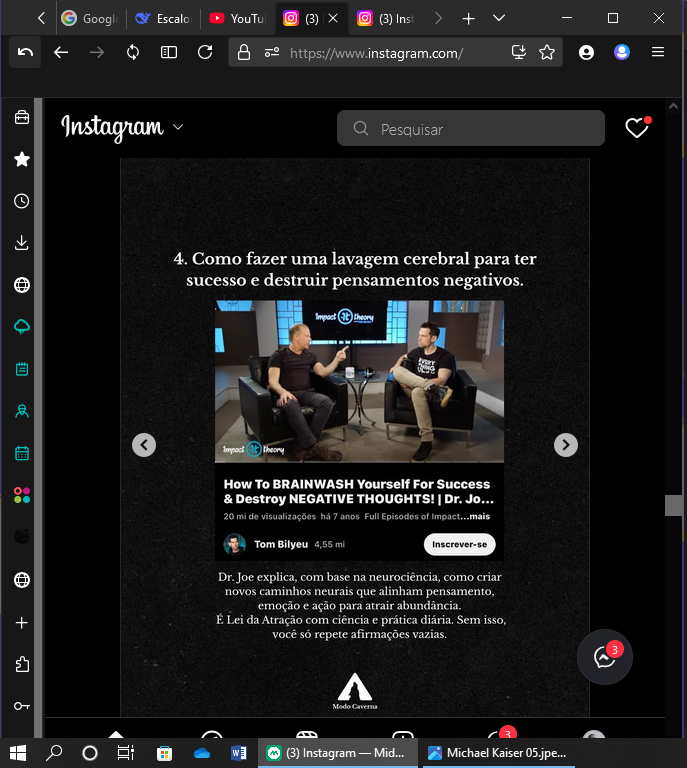 Googl
Escalo
YouTu
(3) I
(3) Inst
https://www.instagram.com/
Instagram
Pesquisar
4. Como fazer uma lavagem cerebral para ter
sucesso e destruir pensamentos negativos.
impact theory
EVERY
THING
impact theory
How To BRAINWASH Yourself For Success
& Destroy NEGATIVE THOUGHTS! | Dr. Jo...
20 mi de visualizações há 7 anos Full Episodes of Impact...mais
Tom Bilyeu 4,55 mi
Inscrever-se
Dr. Joe explica, com base na neurociência, como criar
novos caminhos neurais que alinham pensamento,
emoção e ação para atrair abundância.
É Lei da Atração com ciência e prática diária. Sem isso,
você só repete afirmações vazias.
3
Modo Caverna
3
(3) Instagram — Mid...
Michael Kaiser 05.jpe...